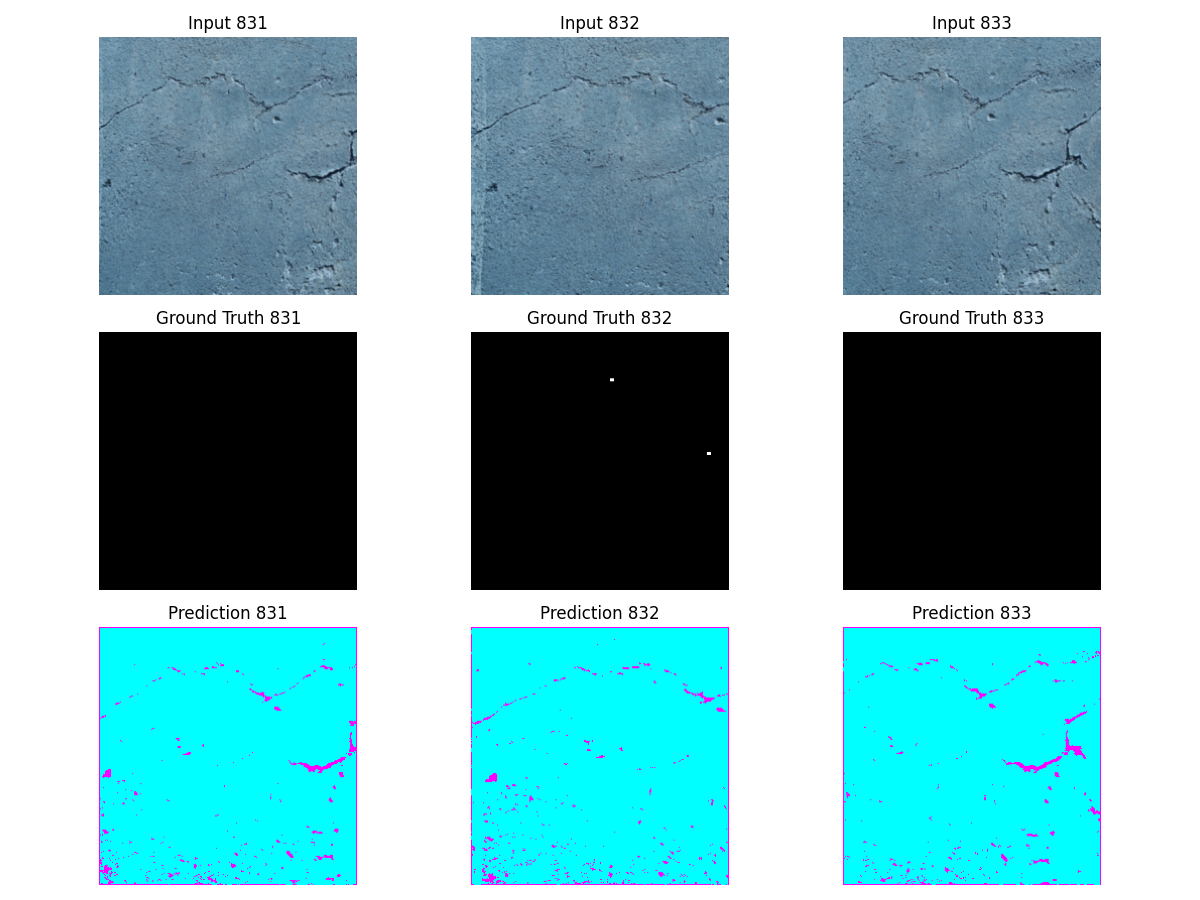 Input 831
Input 832
Input 833
Ground Truth 831
Ground Truth 832
Ground Truth 833
Prediction 831
Prediction 832
Prediction 833